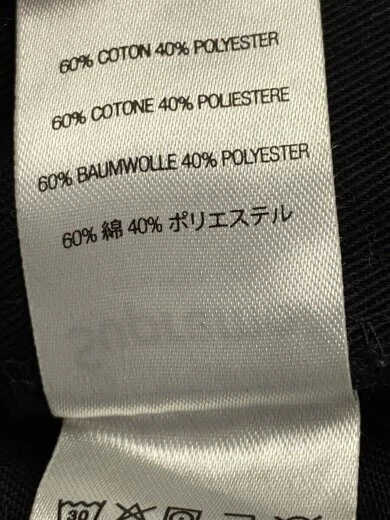 60% COTON 40% POLYESTER
60% COTONE 40% POLIESTERE
60% BAUMWOLLE 40% POLYESTER
60% 綿 40% ポリエステル
30